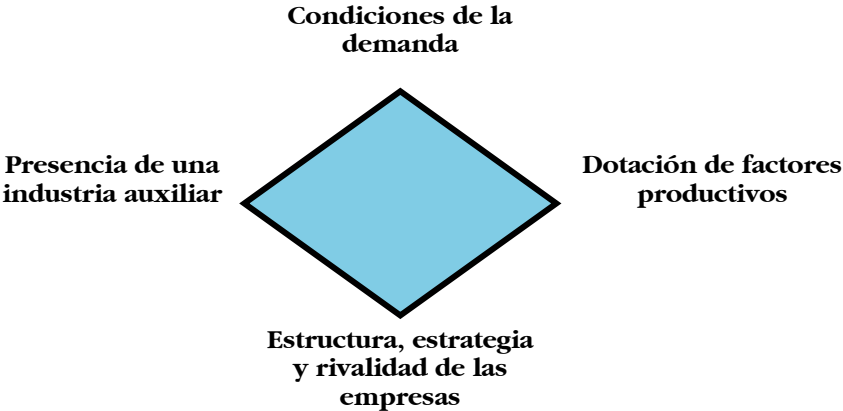 Condiciones de la
demanda
Presencia de una
industria auxiliar
Dotación de factores
productivos
Estructura, estrategia
y rivalidad de las
empresas